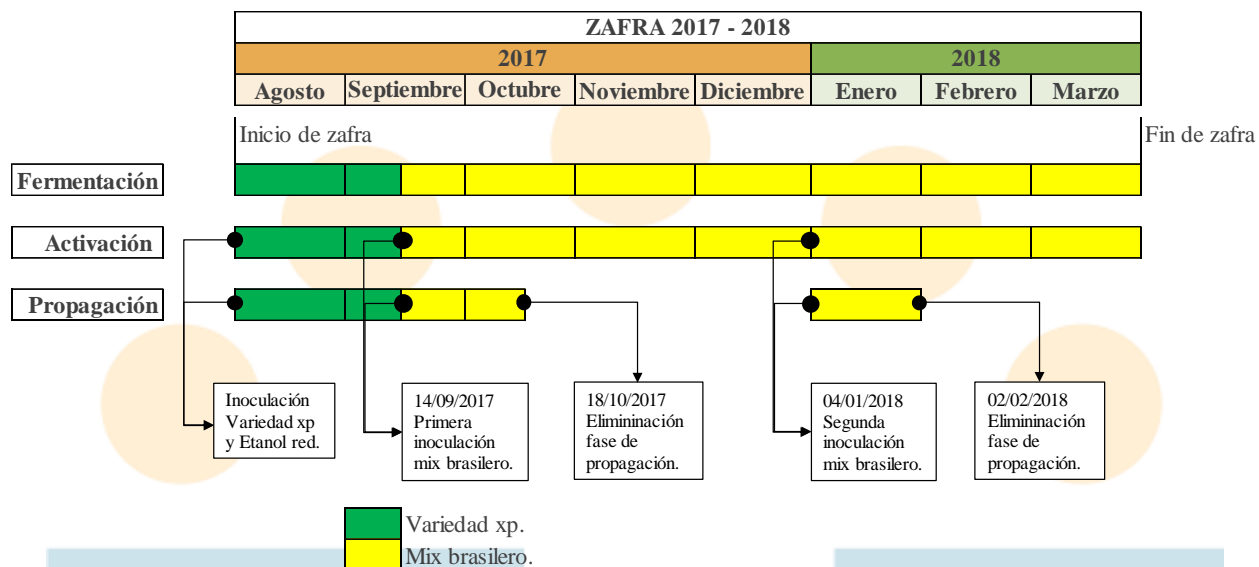 ZAFRA 2017 - 2018
2017
2018
Agosto
Septiembre
Octubre
Noviembre
Diciembre
Enero
Febrero
Marzo
Inicio de zafra
Fin de zafra
Fermentación
Activación
Propagación
Inoculación
Variedad xp
y Etanol red.
14/09/2017
Primera
inoculación
mix brasilero.
18/10/2017
Elimininación
fase de
propagación.
04/01/2018
Segunda
inoculación
mix brasilero.
02/02/2018
Elimininación
fase de
propagación.
Variedad xp.
Mix brasilero.